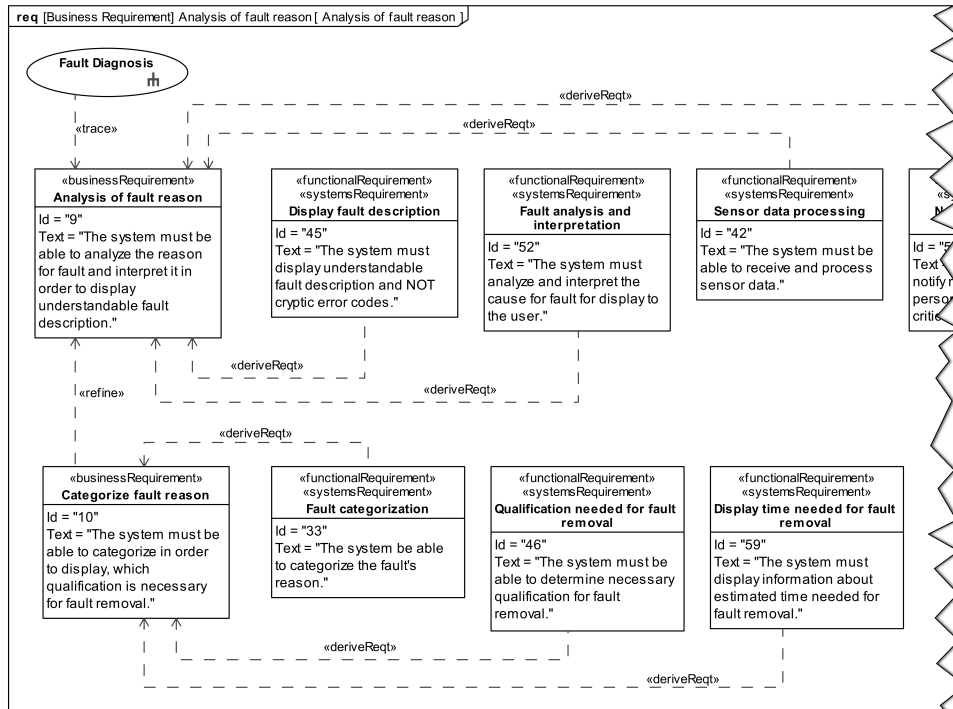 req [Business Requirement] Analysis of fault reason [ Analysis of fault reason ]
Fault Diagnosis
«deriveReqt»
«trace»
«deriveReqt»
«businessRequirement»
Analysis of fault reason
Id = "9"
Text = "The system must be
able to analyze the reason
for fault and interpret it in
order to display
understandable fault
description."
«functionalRequirement»
«systemsRequirement»
Display fault description
Id = "45"
Text = "The system must
display understandable
fault description and NOT
cryptic error codes."
«functionalRequirement»
«systemsRequirement»
Fault analysis and
interpretation
Id = "52"
Text = "The system must
analyze and interpret the
cause for fault for display to
the user."
«functionalRequirement»
«systemsRequirement»
Sensor data processing
Id = "42"
Text = "The system must be
able to receive and process
sensor data."
Id =
Text
notify
«deriveReqt»
«deriveReqt»
«refine»
«deriveReqt»
«businessRequirement»
Categorize fault reason
Id = "10"
Text = "The system must be
able to categorize in order
to display, which
qualification is necessary
for fault removal."
«functionalRequirement»
«systemsRequirement»
Fault categorization
Id = "33"
Text = "The system be able
to categorize the fault's
reason."
«functionalRequirement»
«systemsRequirement»
Qualification needed for fault
removal
Id = "46"
Text = "The system must be
able to determine necessary
qualification for fault
removal."
«functionalRequirement»
«systemsRequirement»
Display time needed for fault
removal
Id = "59"
Text = "The system must
display information about
estimated time needed for
fault removal."
«deriveReqt»
«deriveReqt»